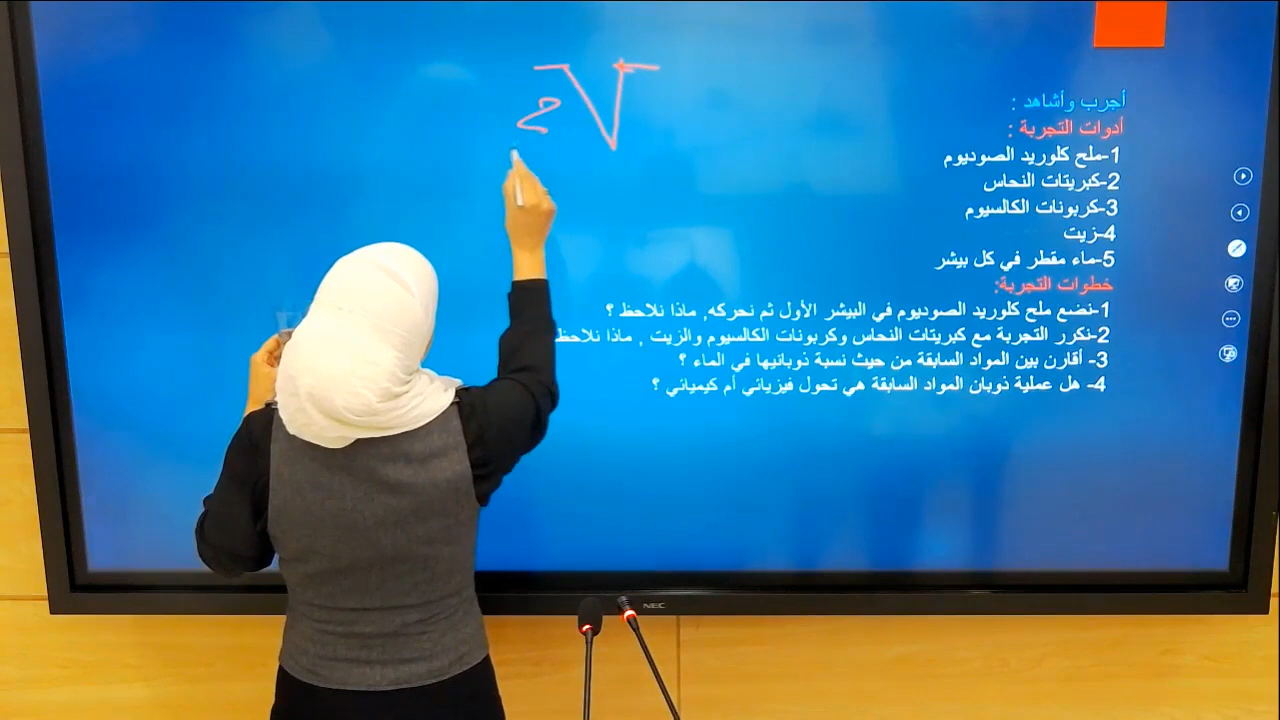 أجرب وأشاهد :
أدوات التجربة :
1-ملح كلوريد الصوديوم
2-كبريتات النحاس
3-كربونات الكالسيوم
4-زيت
5-ماء مقطر في كل بيشر
خطوات التجربة:
1-نضع ملح كلوريد الصوديوم في البيشر الأول ثم نحركه, ماذا نلاحظ ؟
2-نكرر التجربة مع كبريتات النحاس وكربونات الكالسيوم والزيت , ماذا نلاحظ
3- أقارن بين المواد السابقة من حيث نسبة ذوبانيها في الماء ؟
4- هل عملية ذوبان المواد السابقة هي تحول فيزيائي أم كيميائي ؟
NEC